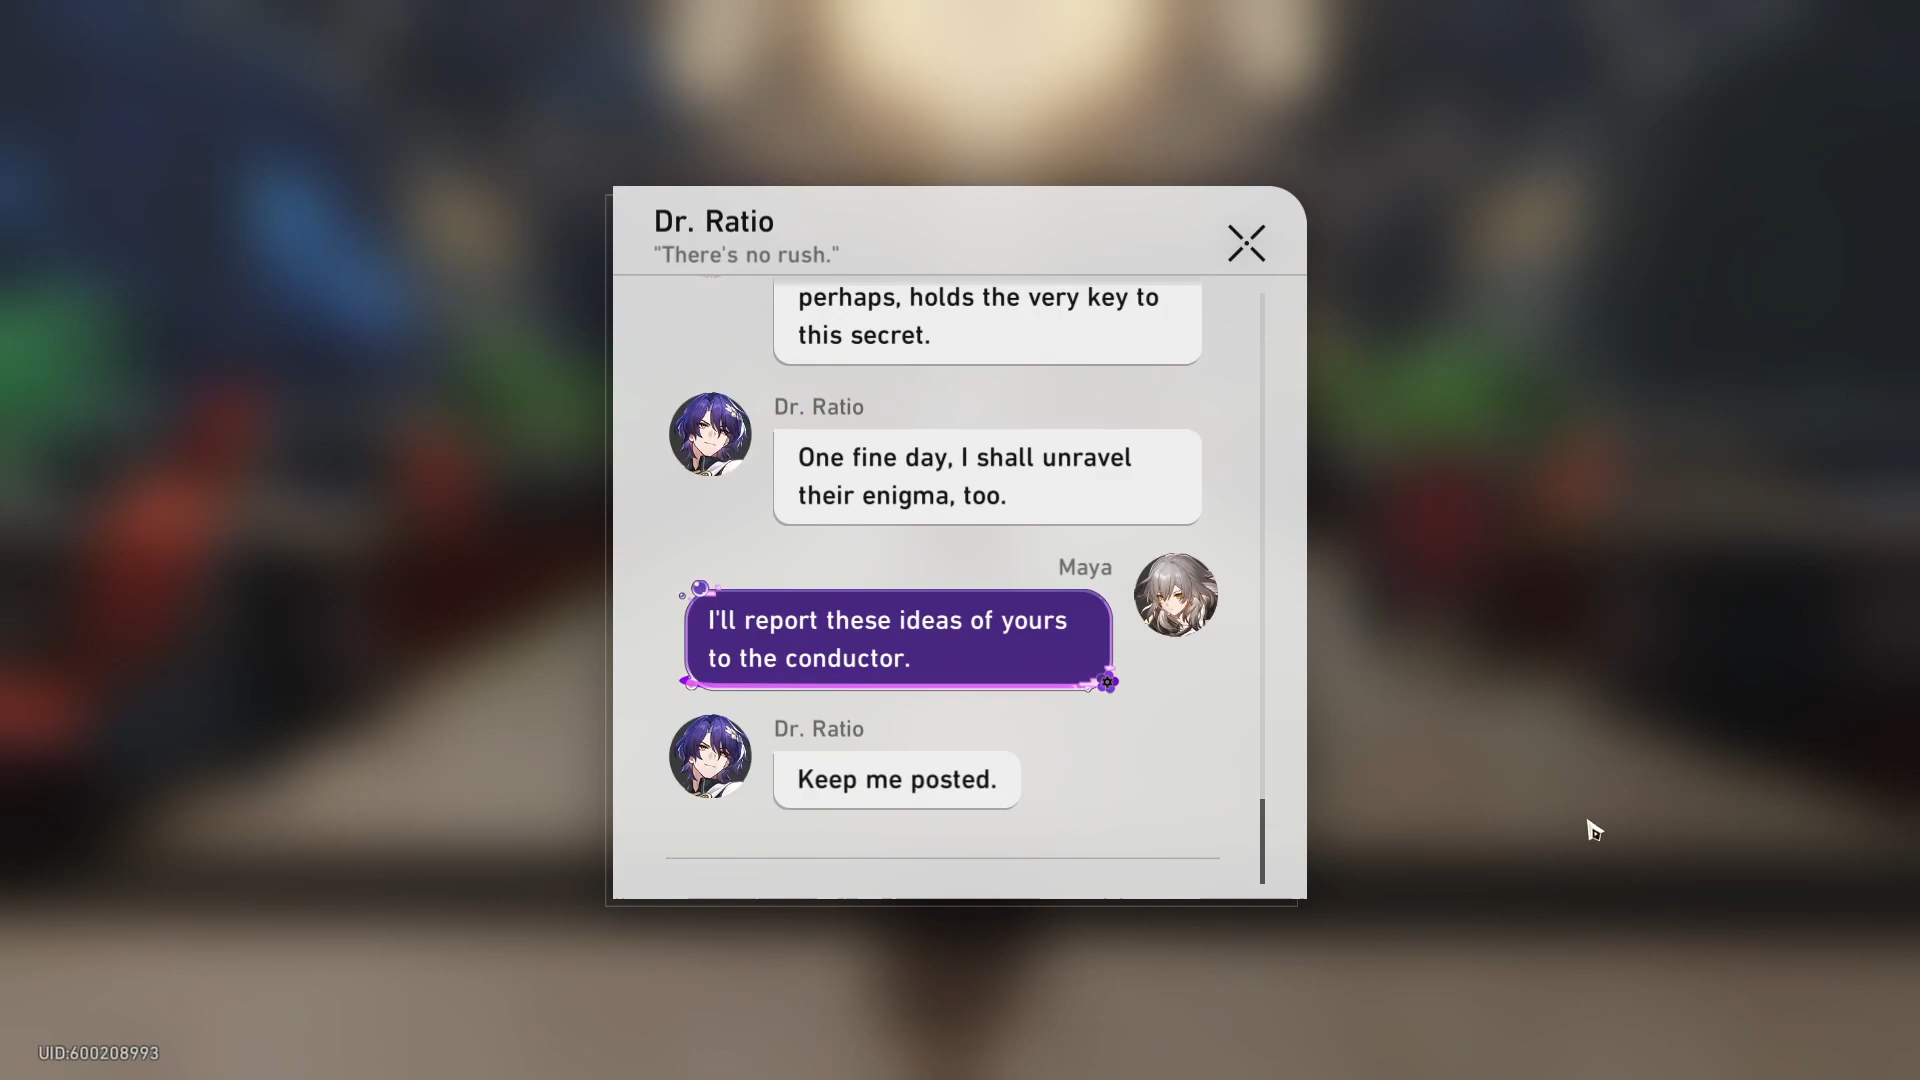 Dr. Ratio
"There's no rush."
perhaps, holds the very key to
this secret.
Dr. Ratio
One fine day, I shall unravel
their enigma, too.
Maya
I'll report these ideas of yours
to the conductor.
Dr. Ratio
Keep me posted.
UID:600208993